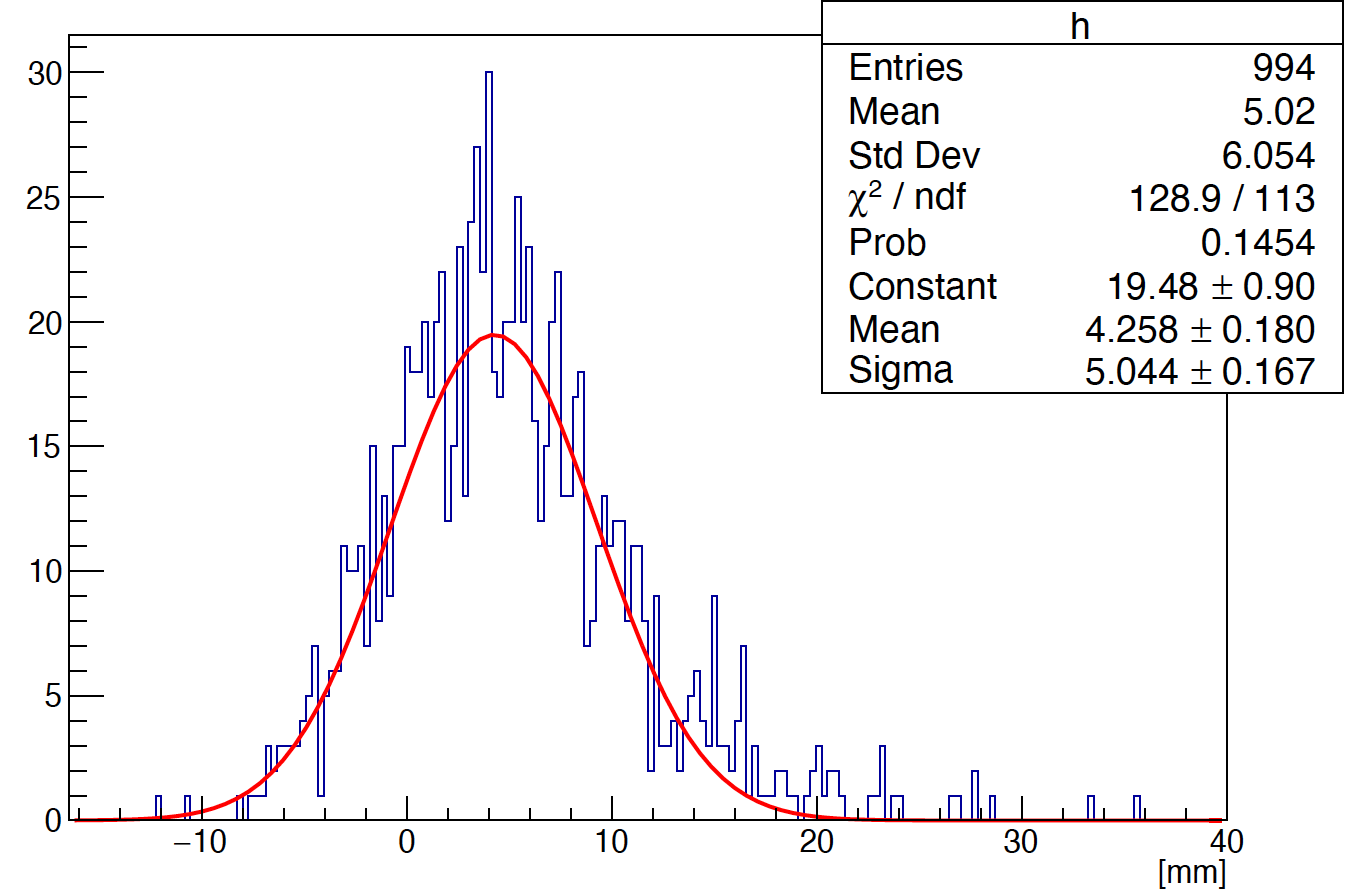 h
Entries 994
Mean 5.02
Std Dev 6.054
χ² / ndf 128.9 / 113
Prob 0.1454
Constant 19.48 ± 0.90
Mean 4.258 ± 0.180
Sigma 5.044 ± 0.167
30
25
20
15
10
5
0
−10 0 10 20 30 40
[mm]